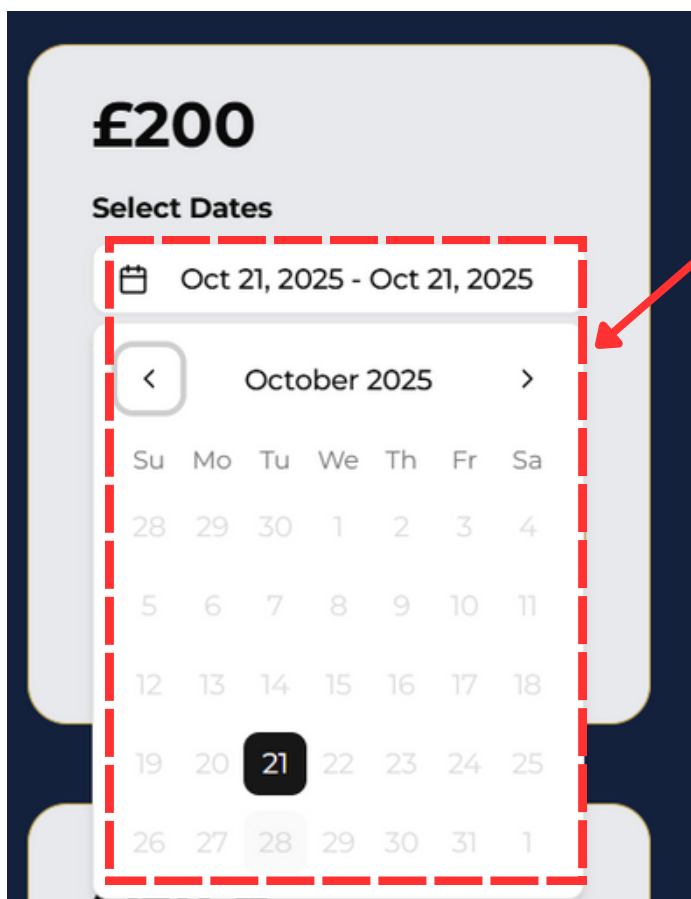 £200
Select Dates
Oct 21, 2025 - Oct 21, 2025
October 2025
Su Mo Tu We Th Fr Sa
28 29 30 1 2 3 4
5 6 7 8 9 10 11
12 13 14 15 16 17 18
19 20 21 22 23 24 25
26 27 28 29 30 31 1